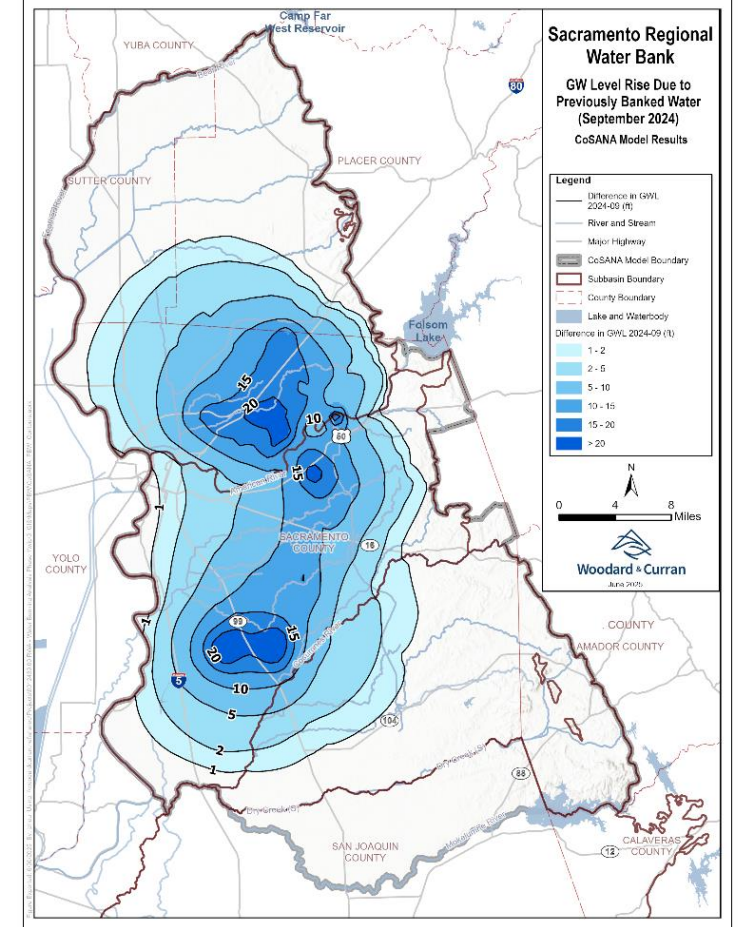 Sacramento Regional
Water Bank
GW Level Rise Due to
Previously Banked Water
(September 2024)
CoSANA Model Results
Legend
Difference in GWL
2024-09 (ft)
River and Stream
Major Highway
CoSANA Model Boundary
Subbasin Boundary
County Boundary
Lake and Waterbody
Difference in GWL 2024-09 (ft)
1 - 2
2 - 5
5 - 10
10 - 15
15 - 20
> 20
N
0 4 8
Miles
Woodard & Curran
June 2025
Camp Far
West Reservoir
YUBA COUNTY
80
PLACER COUNTY
SUTTER COUNTY
Folsom
Lake
15
20
10
50
15
American River
1
SACRAMENTO
COUNTY
16
YOLO
COUNTY
1
99
15
20
COUNTY
AMADOR COUNTY
5
10
5
104
2
1
88
SAN JOAQUIN
COUNTY
Mokelumne River
12
CALAVERAS
COUNTY